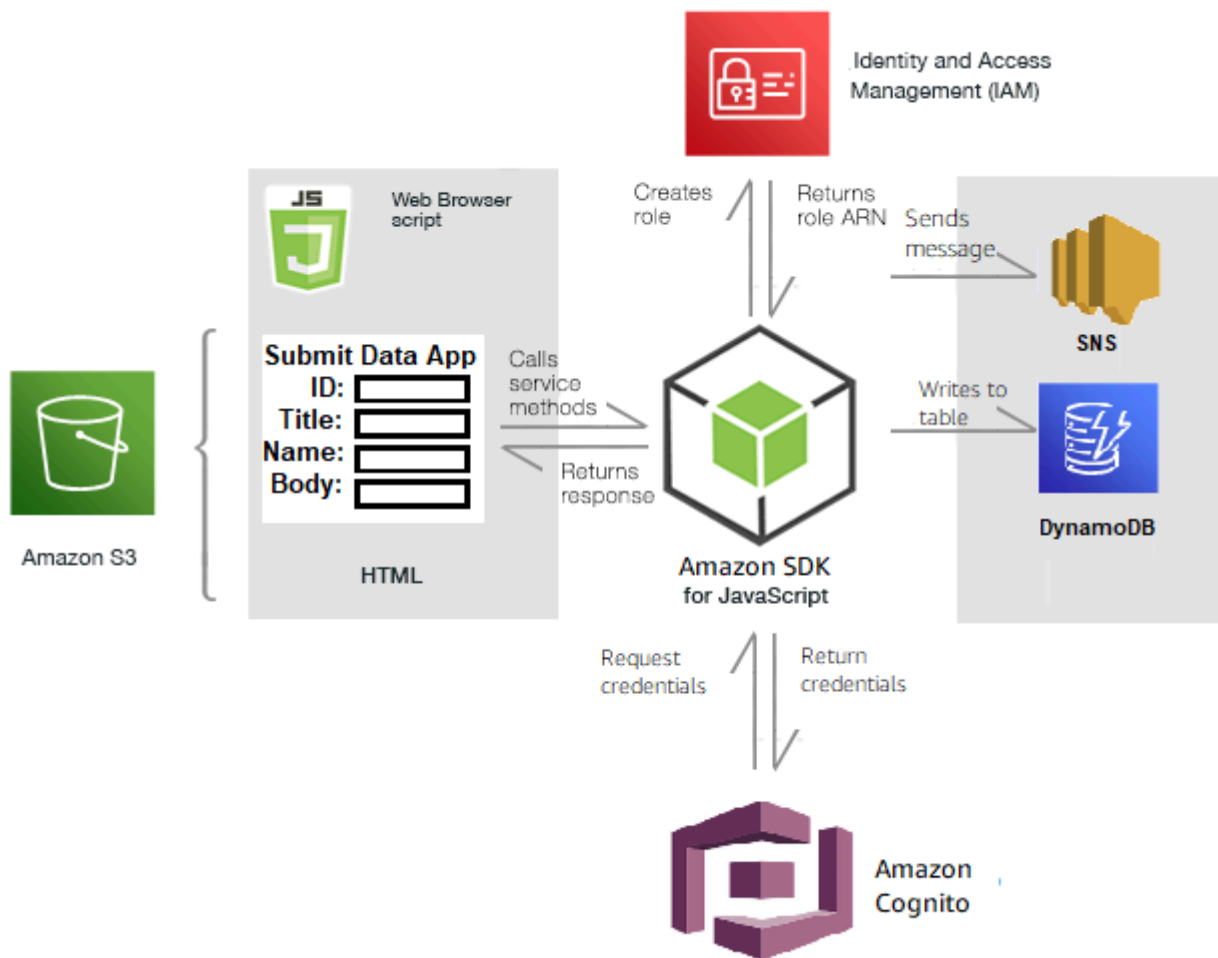 Identity and Access
Management (IAM)
JS
Web Browser
script
Creates
role
Returns
role ARN
Sends
message
SNS
Submit Data App
ID:
Title:
Name:
Body:
Calls
service
methods
Returns
response
Writes to
table
DynamoDB
Amazon S3
HTML
Amazon SDK
for JavaScript
Request
credentials
Return
credentials
Amazon
Cognito